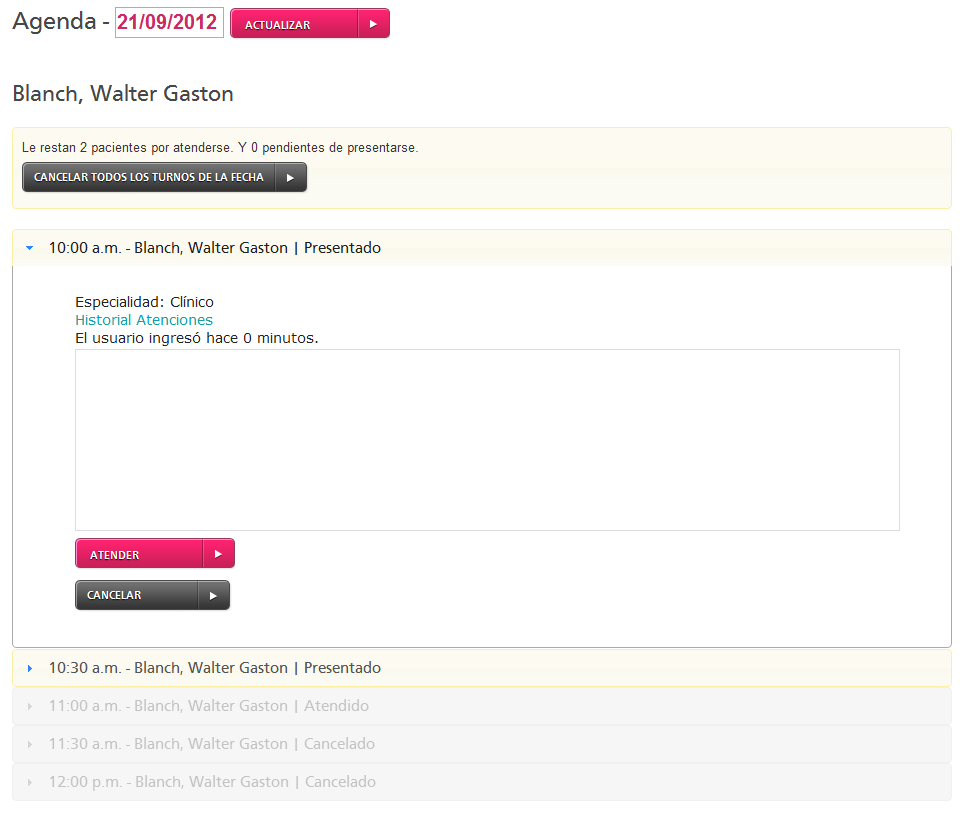 Agenda - 21/09/2012 ACTUALIZAR
Blanch, Walter Gaston
Le restan 2 pacientes por atenderse. Y 0 pendientes de presentarse.
CANCELAR TODOS LOS TURNOS DE LA FECHA
10:00 a.m. - Blanch, Walter Gaston | Presentado
Especialidad: Clínico
Historial Atenciones
El usuario ingresó hace 0 minutos.
ATENDER
CANCELAR
10:30 a.m. - Blanch, Walter Gaston | Presentado
11:00 a.m. - Blanch, Walter Gaston | Atendido
11:30 a.m. - Blanch, Walter Gaston | Cancelado
12:00 p.m. - Blanch, Walter Gaston | Cancelado